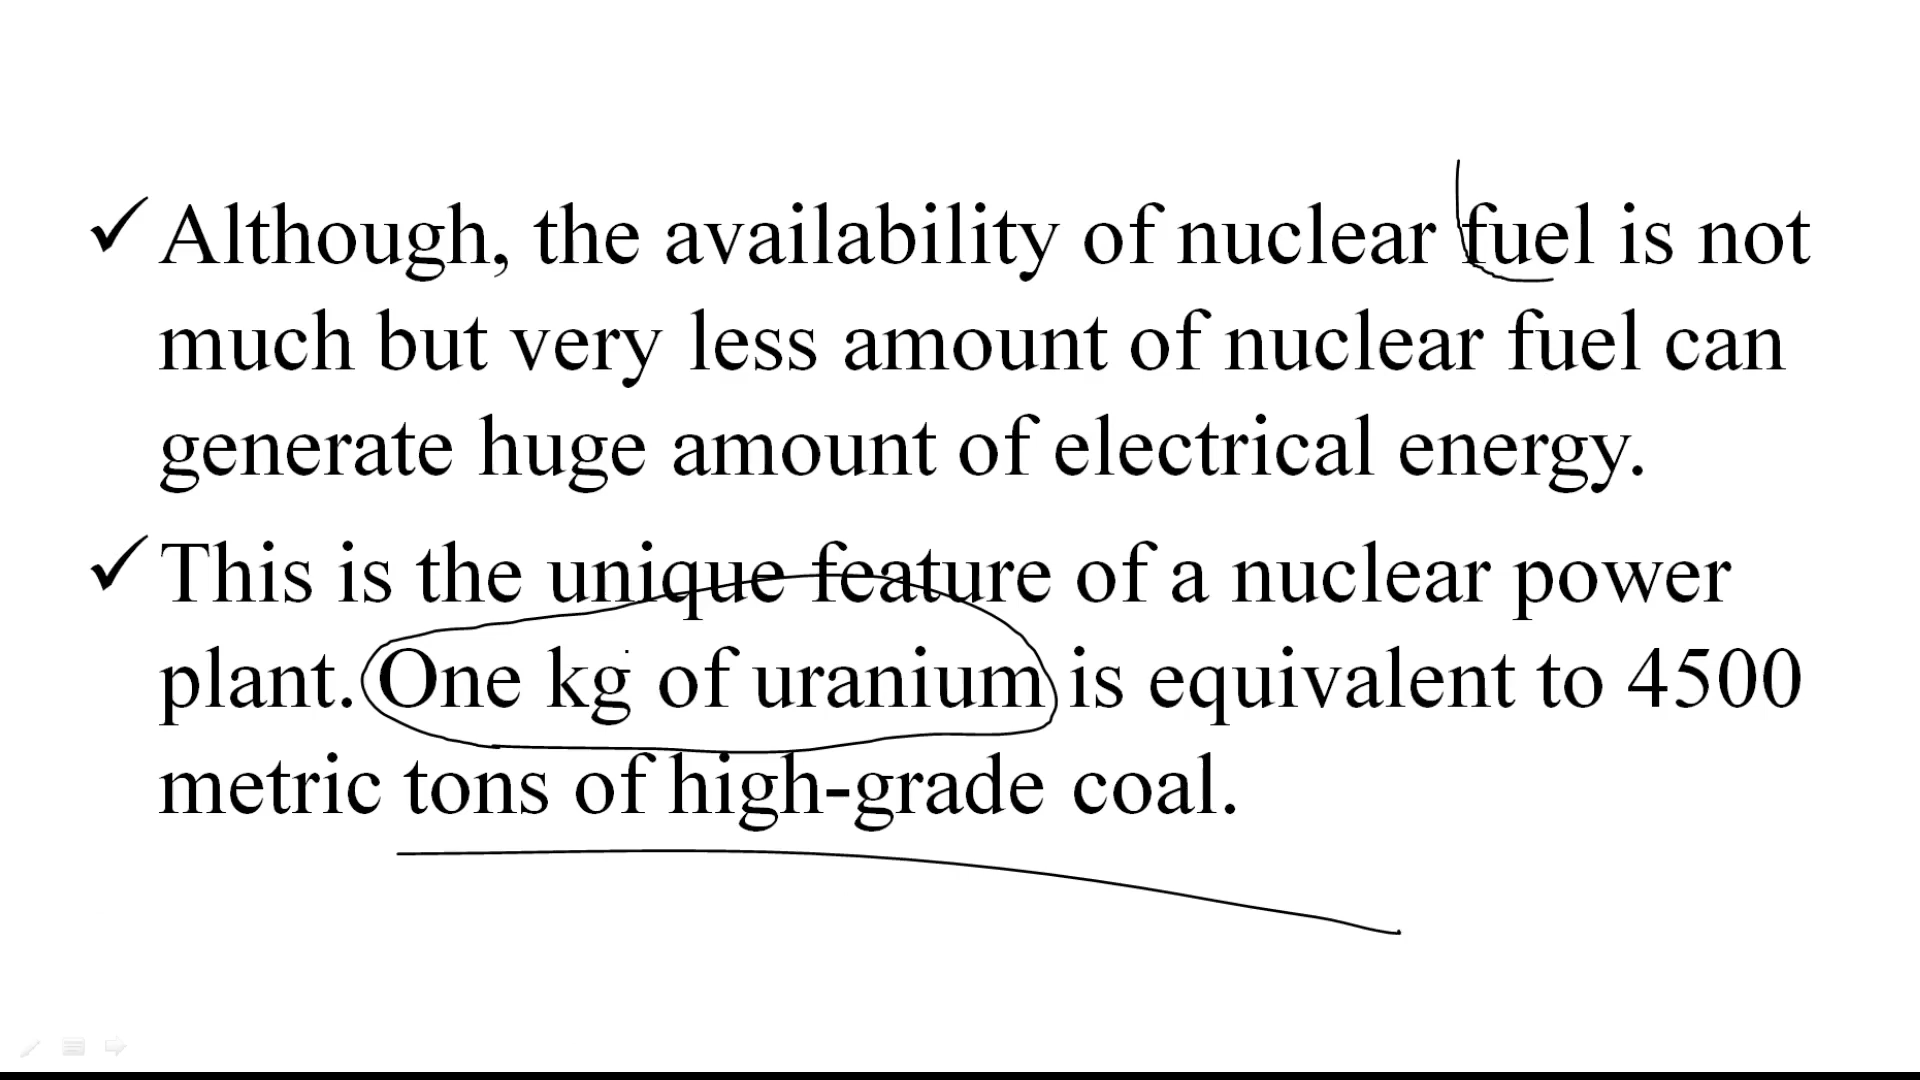 ✓ Although, the availability of nuclear fuel is not
much but very less amount of nuclear fuel can
generate huge amount of electrical energy.
✓ This is the unique feature of a nuclear power
plant. One kg of uranium is equivalent to 4500
metric tons of high-grade coal.